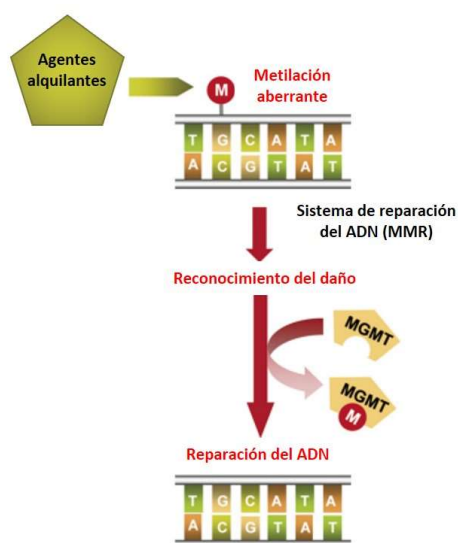 Agentes
alquilantes
M
Metilación
aberrante
T G C A T A
A C G T A T
Sistema de reparación
del ADN (MMR)
Reconocimiento del daño
MGMT
MGMT
M
Reparación del ADN
T G C A T A
A C G T A T